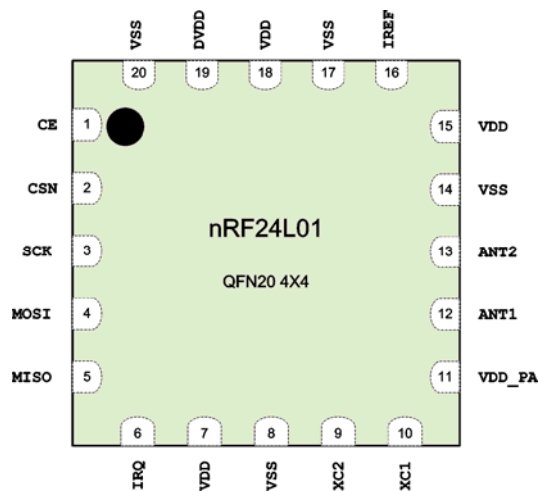 VSS DVDD VDD VSS IREF
20 19 18 17 16
CE 1 15 VDD
CSN 2 14 VSS
nRF24L01
SCK 3 13 ANT2
QFN20 4X4
MOSI 4 12 ANT1
MISO 5 11 VDD_PA
6 7 8 9 10
IRQ VDD VSS XC2 XC1